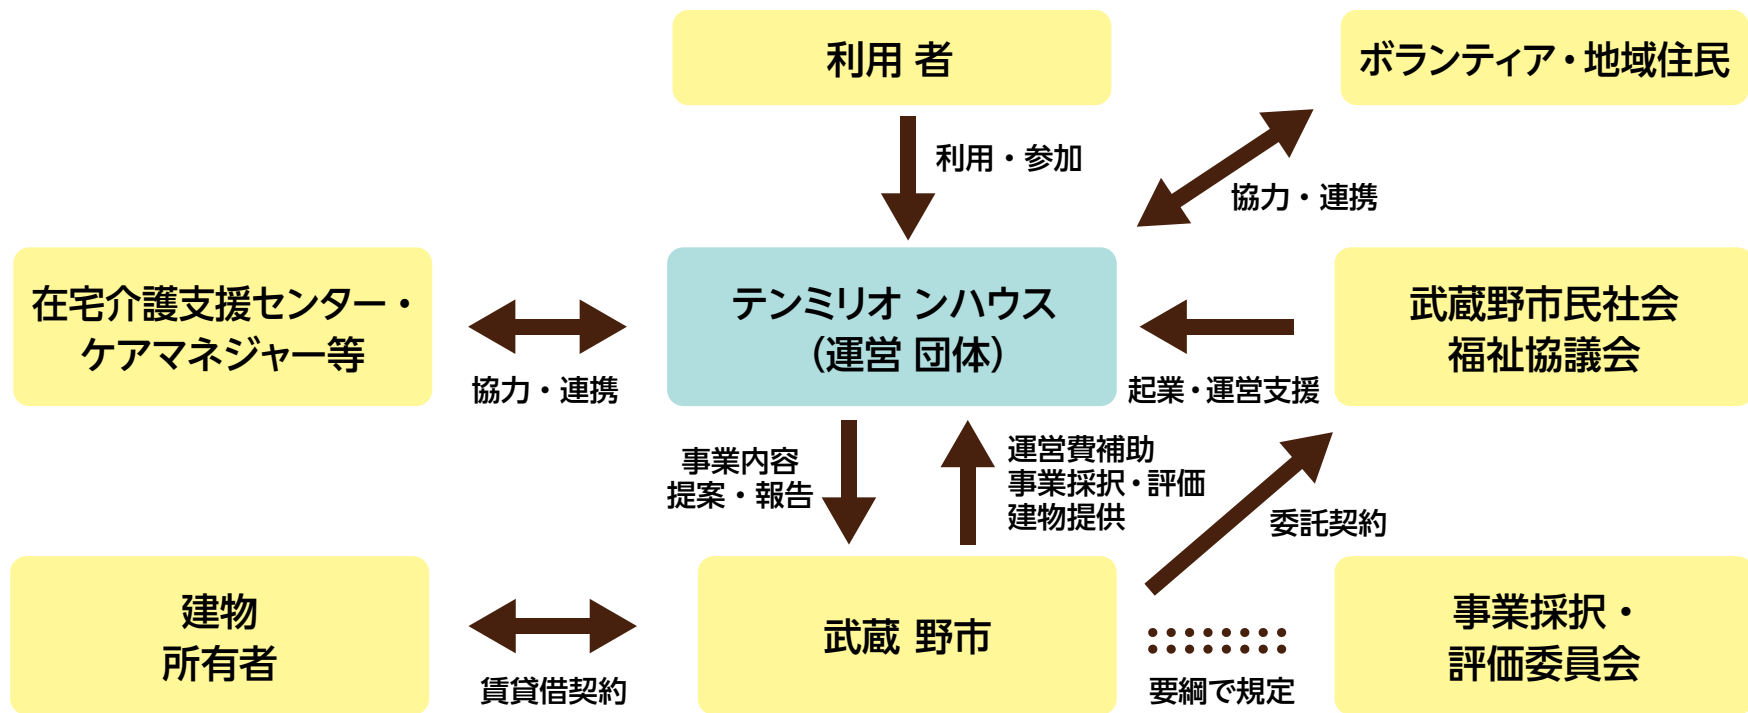 利用者
ボランティア・地域住民
利用・参加
協力・連携
在宅介護支援センター・
ケアマネジャー等
協力・連携
テンミリオンハウス
（運営団体）
起業・運営支援
武蔵野市民社会
福祉協議会
事業内容
提案・報告
運営費補助
事業採択・評価
建物提供
委託契約
建物
所有者
賃貸借契約
武蔵野市
要綱で規定
事業採択・
評価委員会